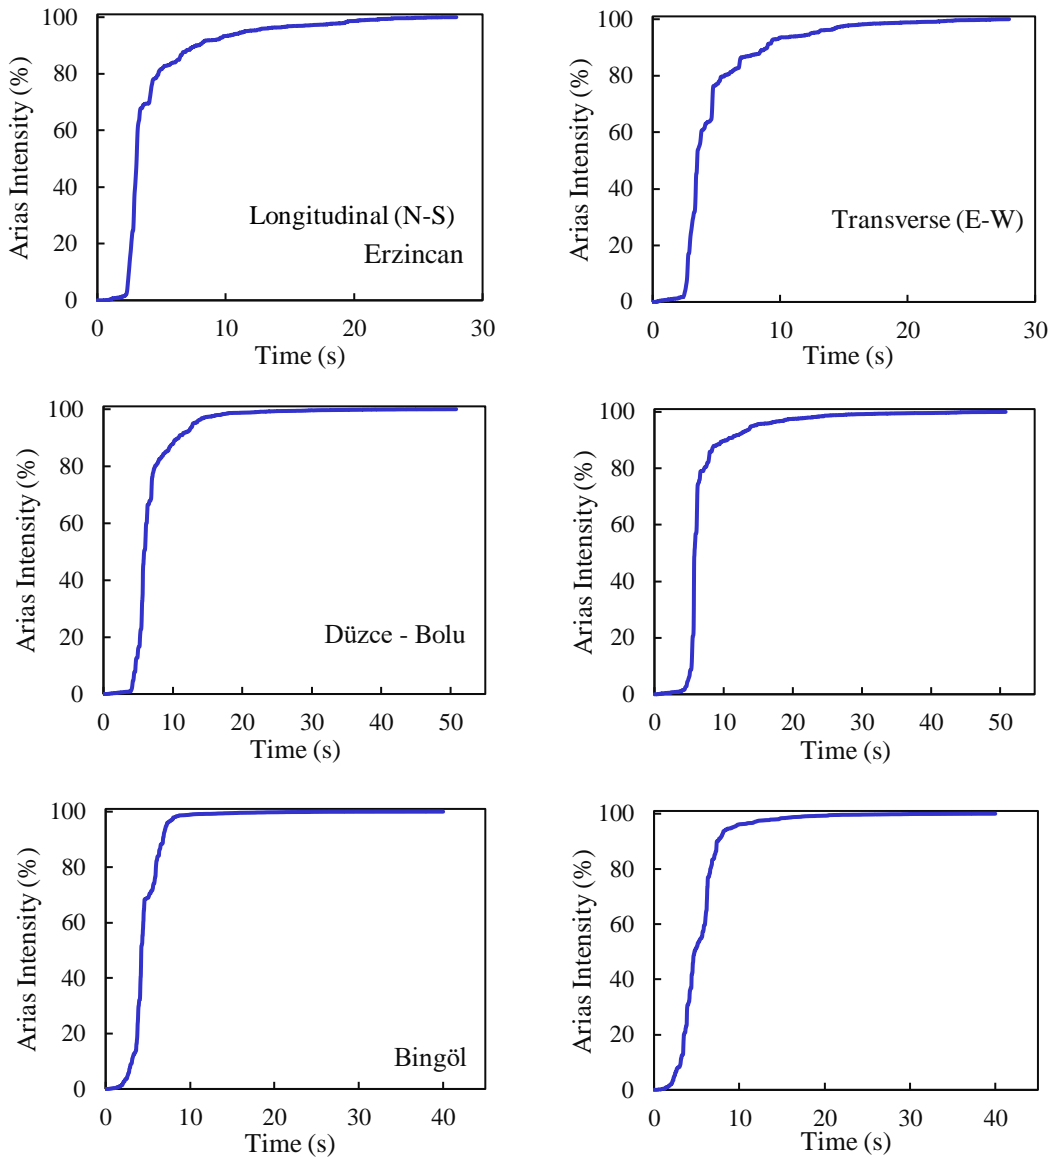 100
80
60
40
20
0
Arias Intensity (%)
Longitudinal (N-S)
Erzincan
0 10 20 30
Time (s)
100
80
60
40
20
0
Arias Intensity (%)
Transverse (E-W)
0 10 20 30
Time (s)
100
80
60
40
20
0
Arias Intensity (%)
Düzce - Bolu
0 10 20 30 40 50
Time (s)
100
80
60
40
20
0
Arias Intensity (%)
0 10 20 30 40 50
Time (s)
100
80
60
40
20
0
Arias Intensity (%)
Bingöl
0 10 20 30 40
Time (s)
100
80
60
40
20
0
Arias Intensity (%)
0 10 20 30 40
Time (s)